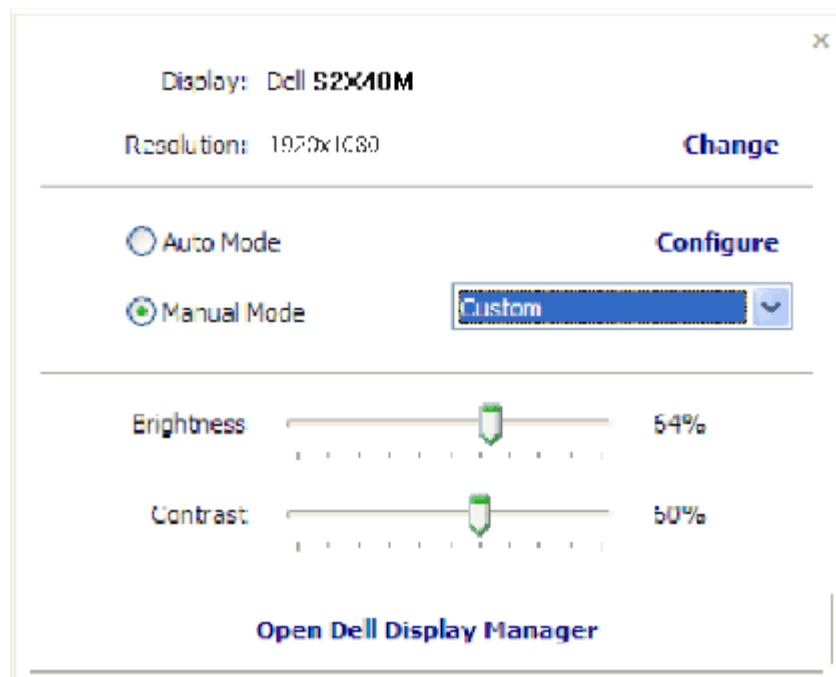 Display: Dell S2X40M
Resolution: 1920x1080
Change
Auto Mode
Configure
Manual Mode
Custom
Brightness 64%
Contrast 60%
Open Dell Display Manager